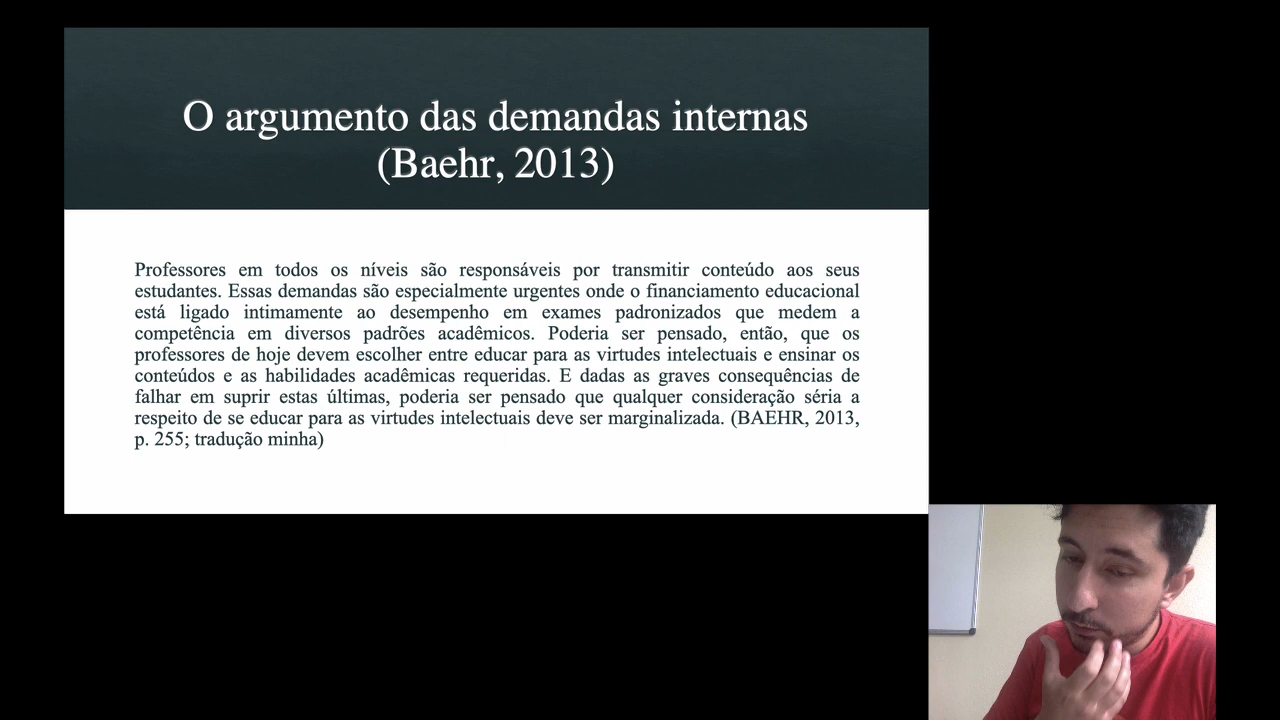 O argumento das demandas internas
(Baehr, 2013)
Professores em todos os níveis são responsáveis por transmitir conteúdo aos seus
estudantes. Essas demandas são especialmente urgentes onde o financiamento educacional
está ligado intimamente ao desempenho em exames padronizados que medem a
competência em diversos padrões acadêmicos. Poderia ser pensado, então, que os
professores de hoje devem escolher entre educar para as virtudes intelectuais e ensinar os
conteúdos e as habilidades acadêmicas requeridas. E dadas as graves consequências de
falhar em suprir estas últimas, poderia ser pensado que qualquer consideração séria a
respeito de se educar para as virtudes intelectuais deve ser marginalizada. (BAEHR, 2013,
p. 255; tradução minha)